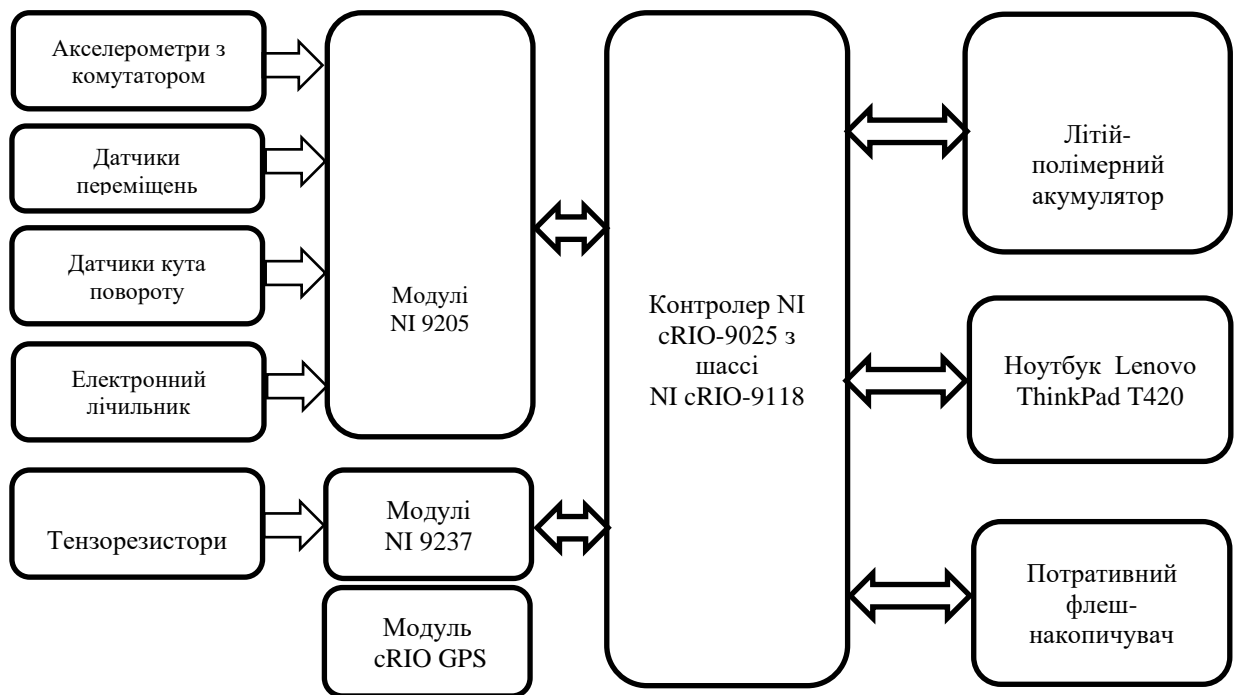 Акселерометри з
комутатором
Датчики
переміщень
Датчики кута
повороту
Електронний
лічильник
Тензорезистори
Модулі
NI 9205
Модулі
NI 9237
Модуль
cRIO GPS
Контролер NI
cRIO-9025 з
шассі
NI cRIO-9118
Літій-
полімерний
акумулятор
Ноутбук Lenovo
ThinkPad T420
Потративний
флеш-
накопичувач